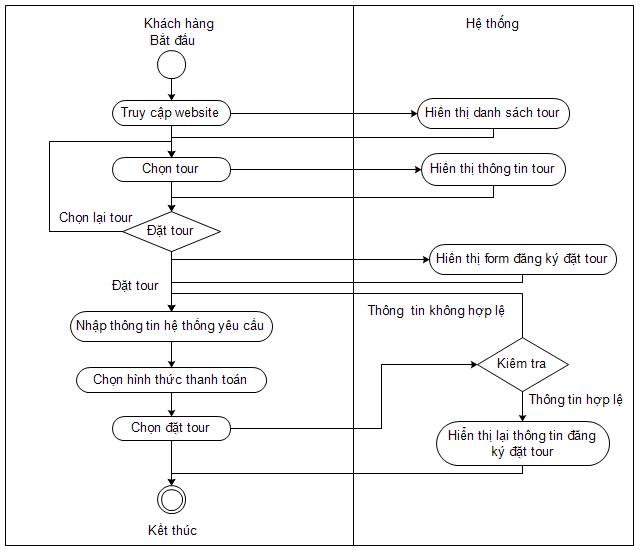 Khách hàng
Hệ thống
Bắt đầu
Truy cập website
Hiển thị danh sách tour
Chọn tour
Hiển thị thông tin tour
Chọn lại tour
Đặt tour
Hiển thị form đăng ký đặt tour
Đặt tour
Thông tin không hợp lệ
Nhập thông tin hệ thống yêu cầu
Kiểm tra
Chọn hình thức thanh toán
Thông tin hợp lệ
Chọn đặt tour
Hiển thị lại thông tin đăng
ký đặt tour
Kết thúc